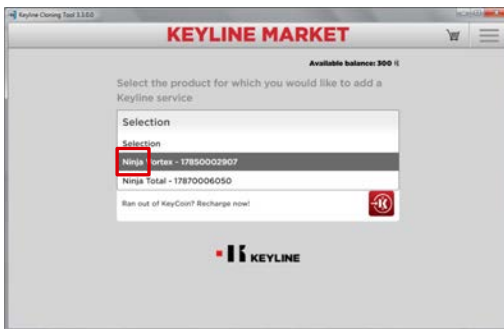 Keyline Cloning Tool 3.3.0.0
KEYLINE MARKET
Available balance: 300
Select the product for which you would like to add a
Keyline service
Selection
Selection
Ninja Vortex - 17850002907
Ninja Total - 17870006050
Ran out of KeyCoin? Recharge now!
KEYLINE